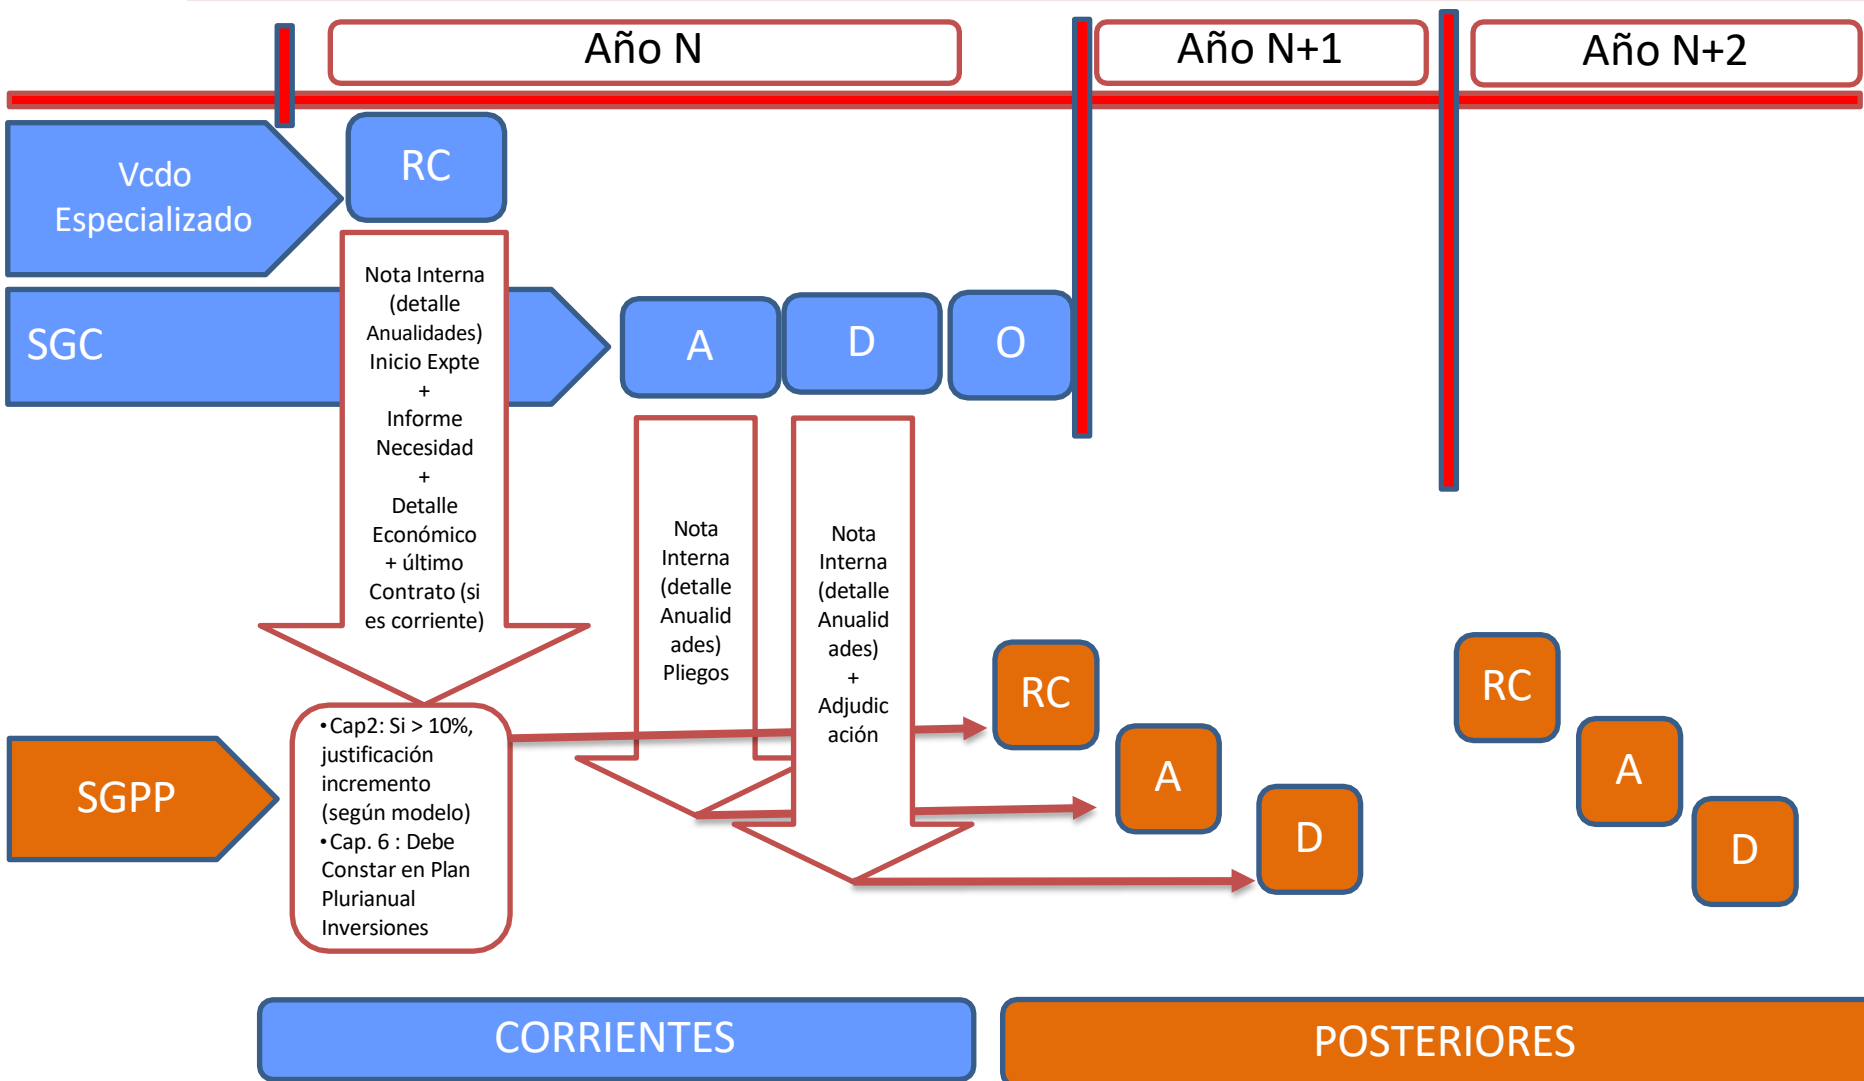 Año N
Año N+1
Año N+2
Vcdo
Especializado
RC
Nota Interna
(detalle
Anualidades)
Inicio Expte
+
Informe
Necesidad
+
Detalle
Económico
+ último
Contrato (si
es corriente)
SGC
A
D
O
Nota
Interna
(detalle
Anualid
ades)
Pliegos
Nota
Interna
(detalle
Anualid
ades)
+
Adjudic
ación
SGPP
•Cap2: Si > 10%,
justificación
incremento
(según modelo)
•Cap. 6 : Debe
Constar en Plan
Plurianual
Inversiones
RC
A
D
RC
A
D
CORRIENTES
POSTERIORES